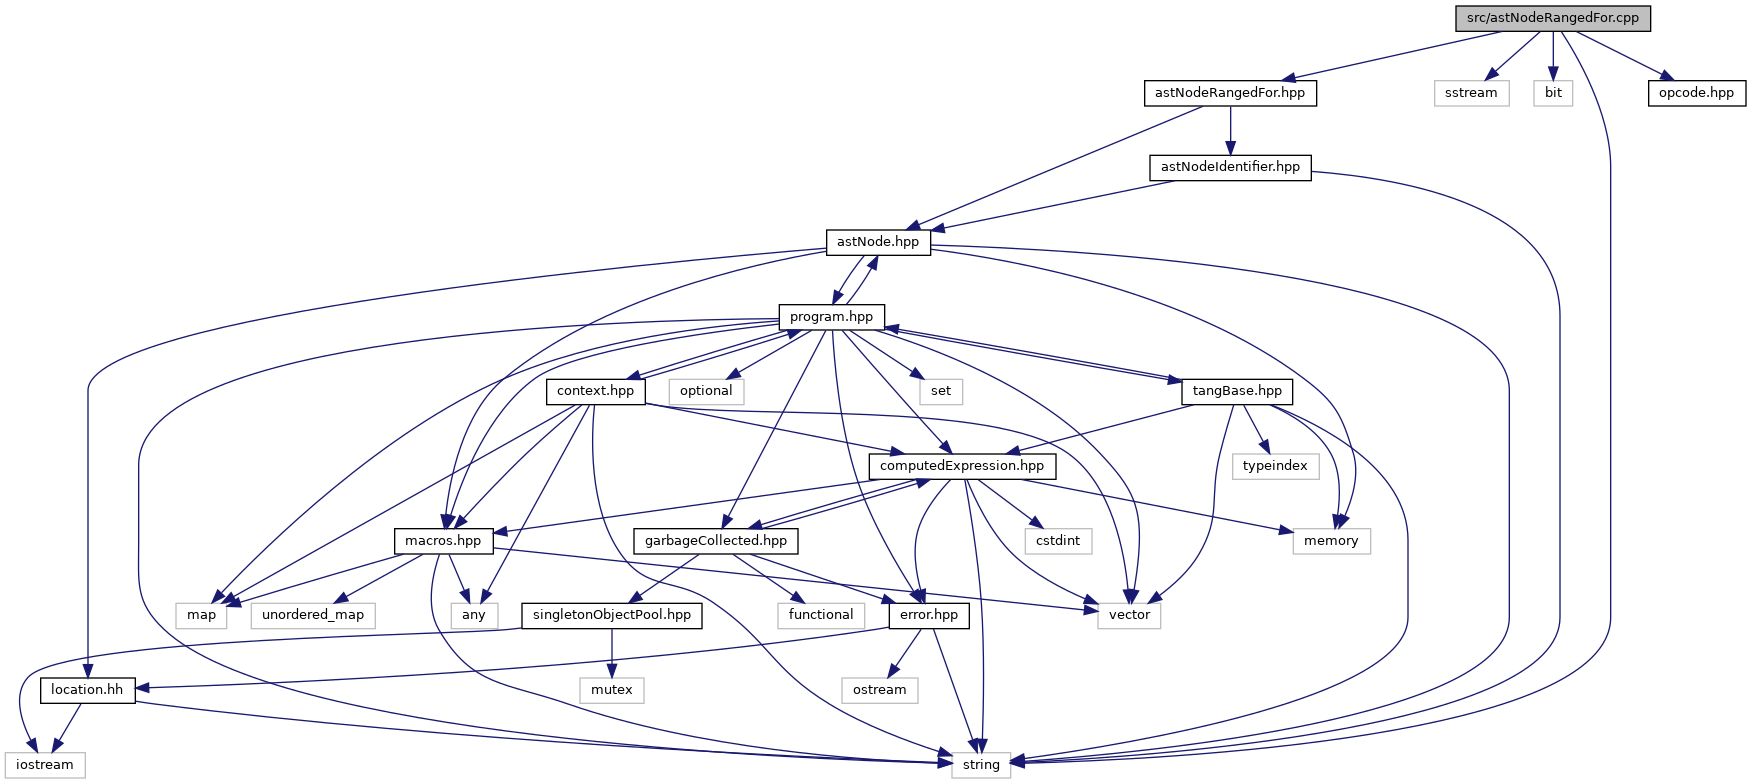 src/astNodeRangedFor.cpp
astNodeRangedFor.hpp
sstream
bit
opcode.hpp
astNodeIdentifier.hpp
astNode.hpp
program.hpp
context.hpp
optional
set
tangBase.hpp
computedExpression.hpp
typeindex
macros.hpp
garbageCollected.hpp
cstdint
memory
map
unordered_map
any
singletonObjectPool.hpp
functional
error.hpp
vector
location.hh
mutex
ostream
iostream
string